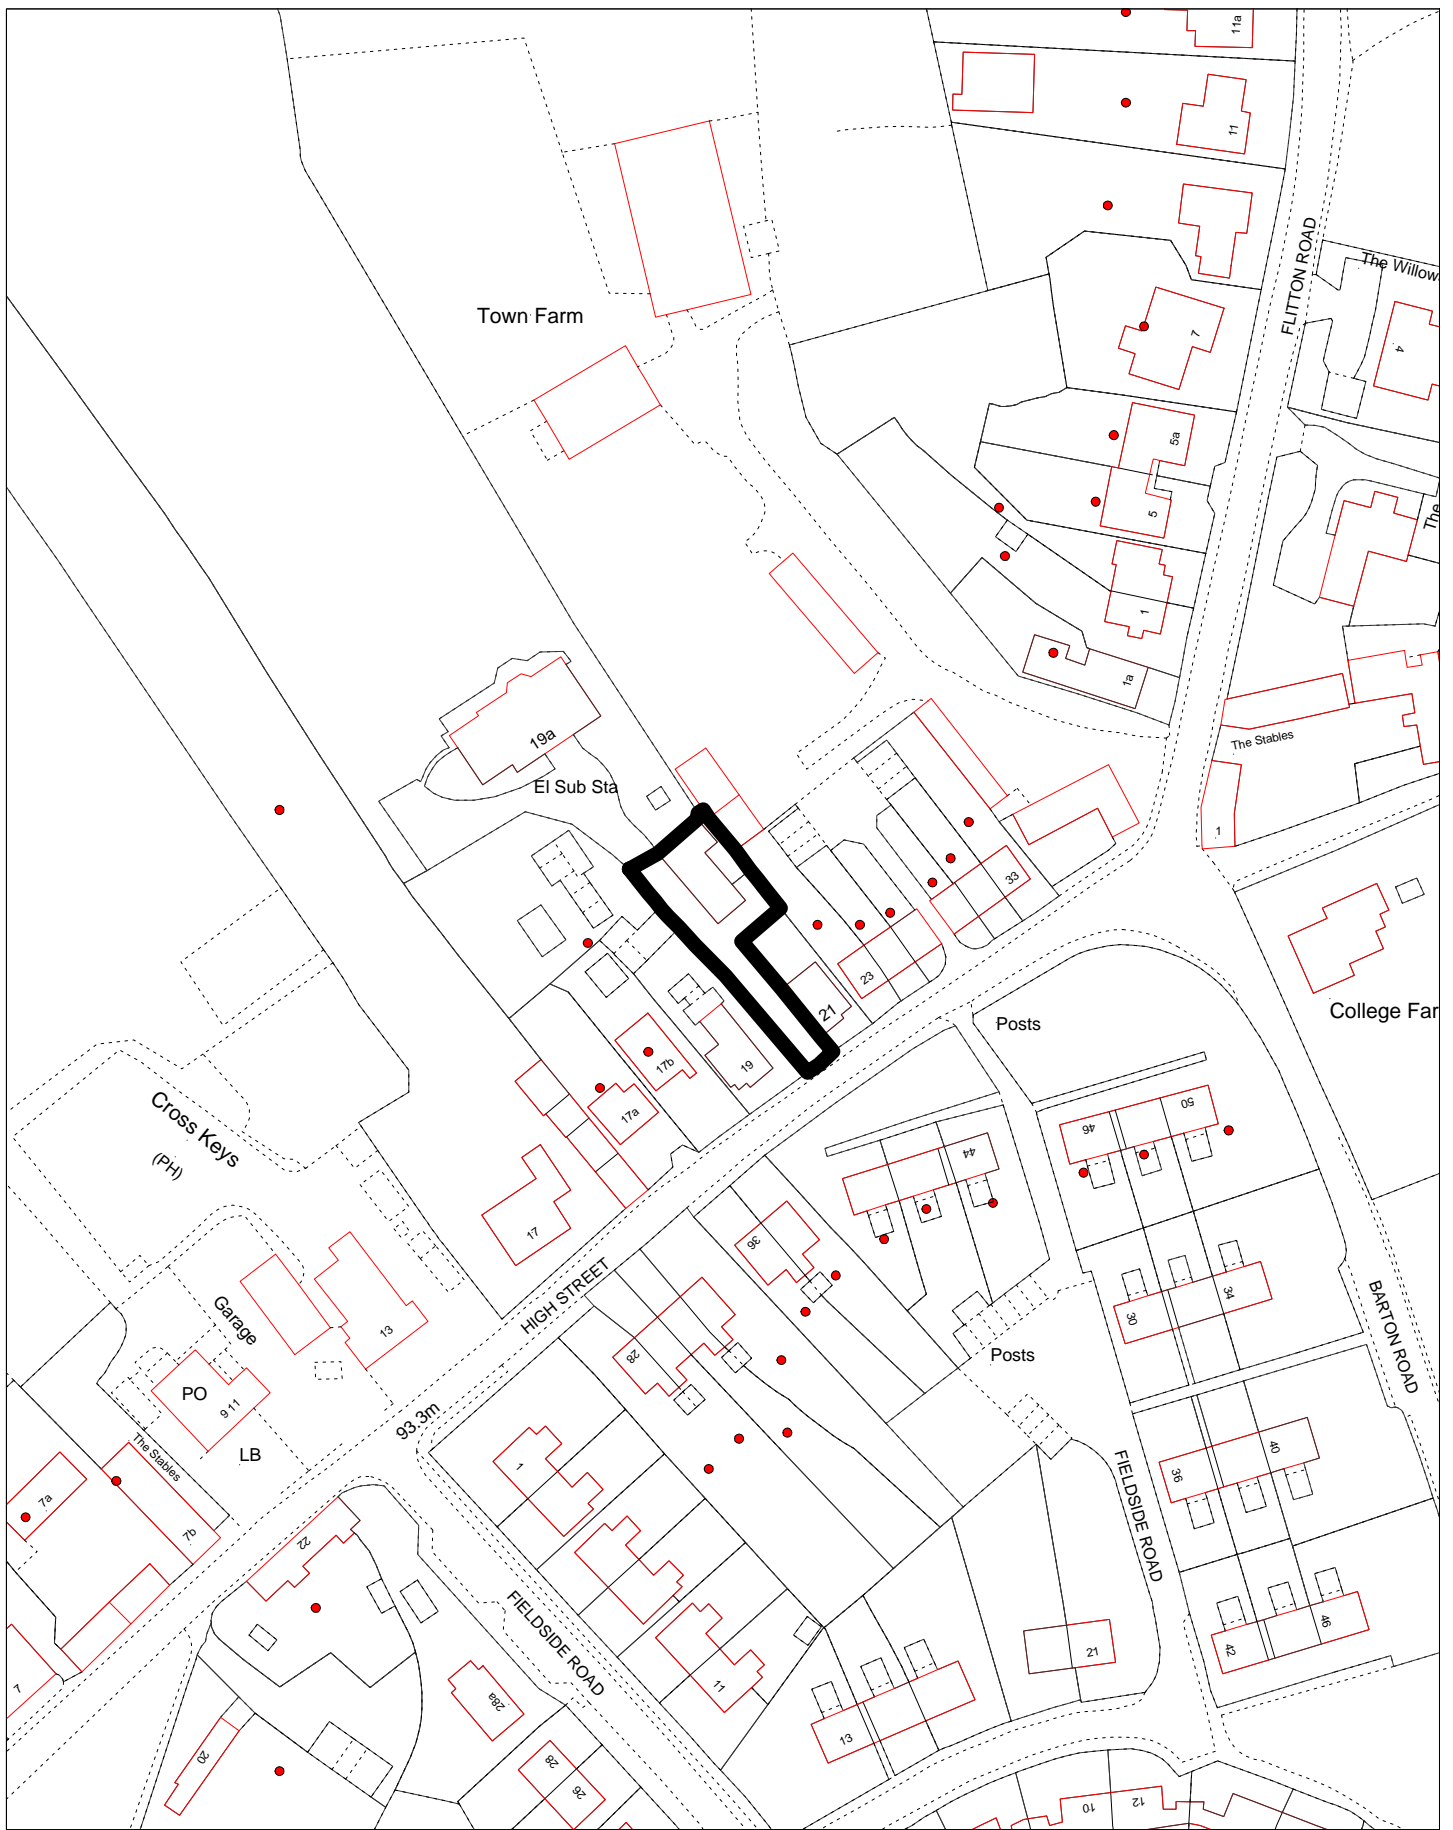 11a
11
FLITTON ROAD
The Willow
Town Farm
7
4
5a
5
The
1
1a
19a
The Stables
El Sub Sta
1
33
23
College Far
21
Posts
19
17b
17a
Cross Keys
(PH)
50
46
44
17
36
HIGH STREET
34
30
Garage
13
28
Posts
BARTON ROAD
PO
9 11
93.3m
LB
The Stables
40
36
1
FIELDSIDE ROAD
7a
7b
22
FIELDSIDE ROAD
46
42
21
11
7
28a
13
20
28
26
10
12